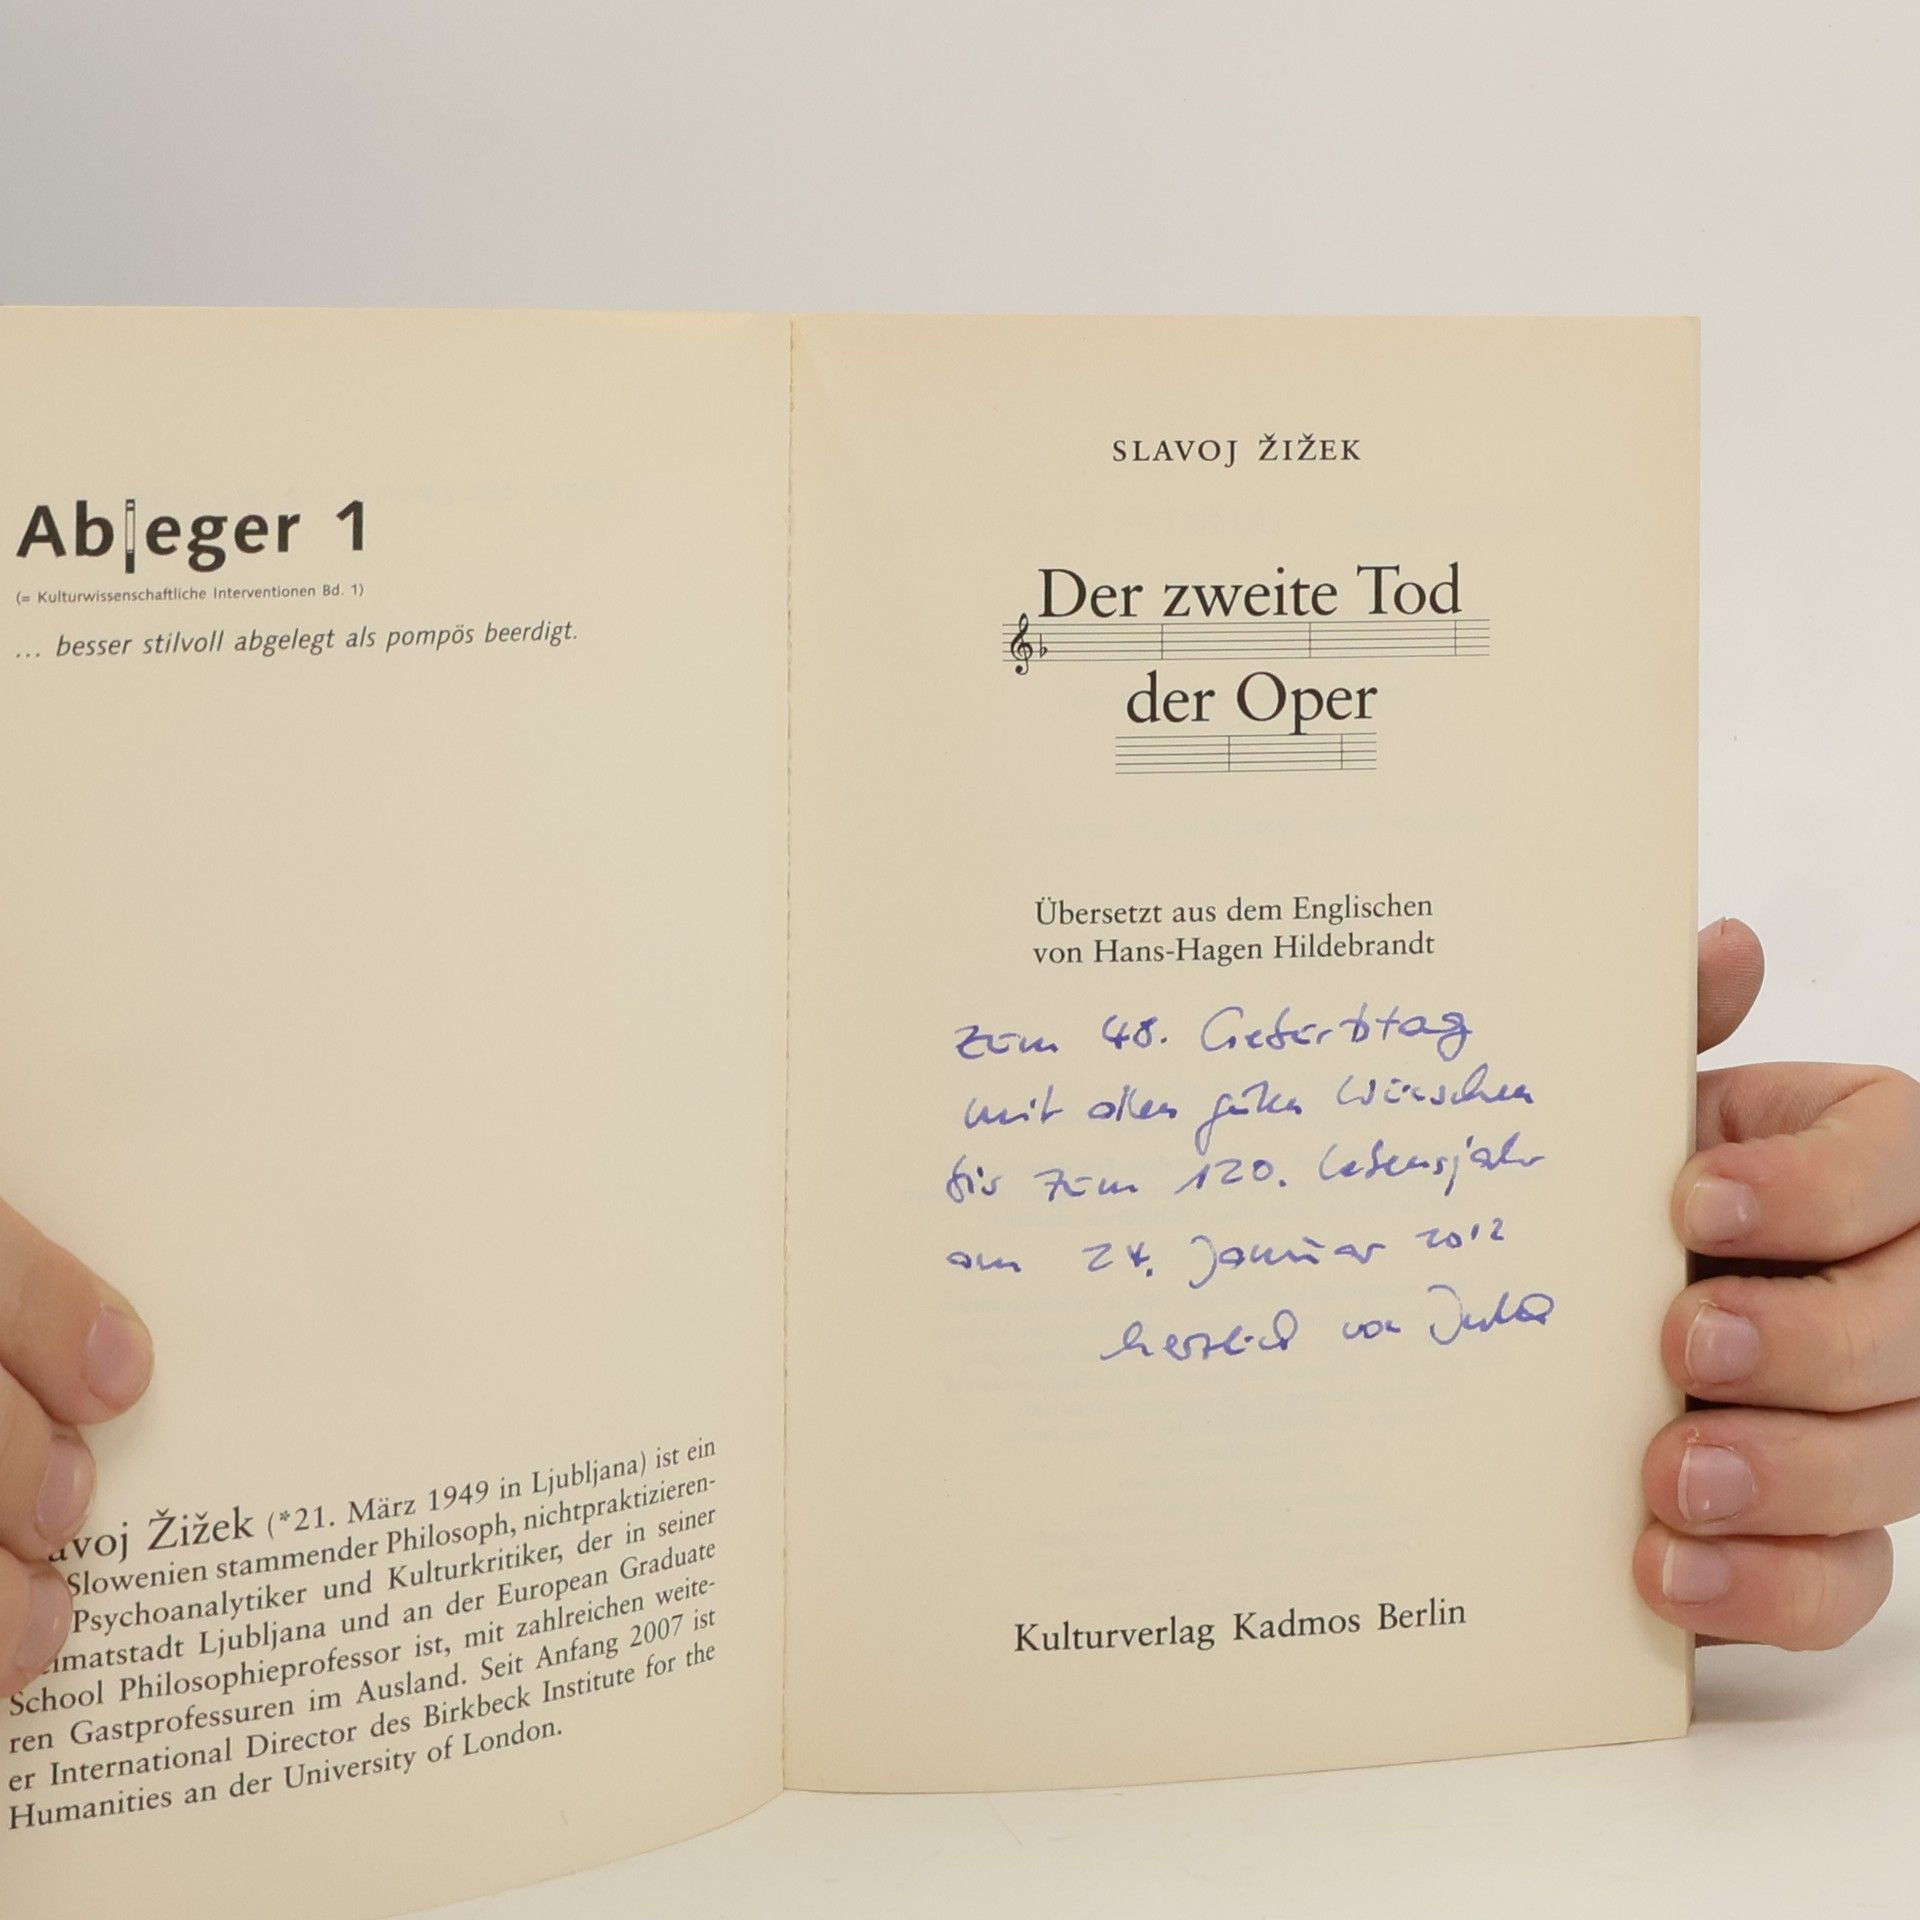 Ableger 1
(= Kulturwissenschaftliche Interventionen Bd. 1)
... besser stilvoll abgelegt als pompös beerdigt.
avoj Žižek (*21. März 1949 in Ljubljana) ist ein
Slowenien stammender Philosoph, nichtpraktizieren-
Psychoanalytiker und Kulturkritiker, der in seiner
imatstadt Ljubljana und an der European Graduate
School Philosophieprofessor ist, mit zahlreichen weite-
ren Gastprofessuren im Ausland. Seit Anfang 2007 ist
er International Director des Birkbeck Institute for the
Humanities an der University of London.
SLAVOJ ŽIŽEK
Der zweite Tod
der Oper
Übersetzt aus dem Englischen
von Hans-Hagen Hildebrandt
Zum 48. Geburtstag
mit allen guten Wünschen
bis zum 120. Lebensjahr
am 24. Januar 2012
herzlich von
Kulturverlag Kadmos Berlin